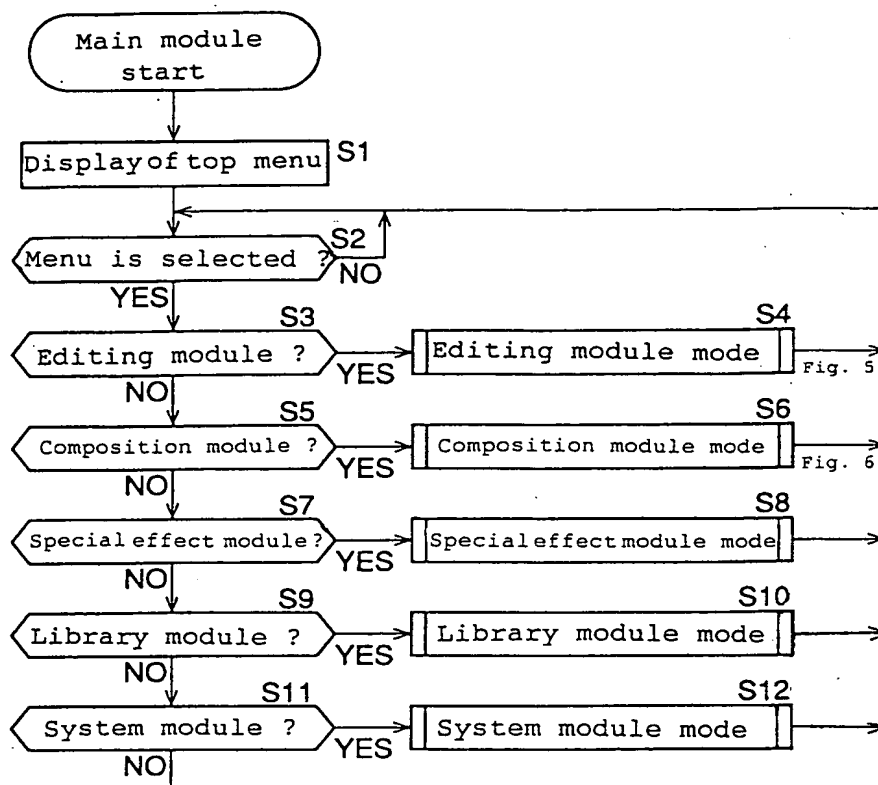 Main module
start
Display of top menu
S1
S2
Menu is selected ?
NO
YES
S3
S4
Editing module ?
YES
Editing module mode
Fig. 5
NO
S5
S6
Composition module ?
YES
Composition module mode
Fig. 6
NO
S7
S8
Special effect module?
YES
Special effect module mode
NO
S9
S10
Library module ?
YES
Library module mode
NO
S11
S12
System module ?
YES
System module mode
NO